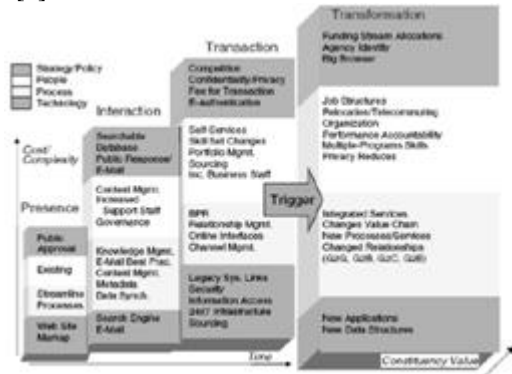 Strategy/Policy
People
Process
Technology
Cost/
Complexity
Presence
Public
Approval
Existing
Streamline
Processes
Web Site
Markup
Interaction
Searchable
Database
Public Response/
E-Mail
Content Mgmt.
Increased
Support Staff
Governance
Knowledge Mgmt.
E-Mail Best Prac.
Content Mgmt.
Metadata
Data Synch.
Search Engine
E-Mail
Transaction
Competition
Confidentiality/Privacy
Fee for Transaction
E-Authentication
Self-Services
Skill Set Changes
Portfolio Mgmt.
Sourcing
Inc. Business Staff
BPR
Relationship Mgmt.
Online Interfaces
Channel Mgmt.
Legacy Sys. Links
Security
Information Access
24/7 Infrastructure
Sourcing
Trigger
Transformation
Funding Stream Allocations
Agency Identity
Big Browser
Job Structures
Relocation/Telecommuting
Organization
Performance Accountability
Multiple-Programs Skills
Privacy Reduces
Integrated Services
Changes Value Chain
New Processes/Services
Changed Relationships
(G2G, G2B, G2C, G2E)
New Applications
New Data Structures
Time
Constituency Value